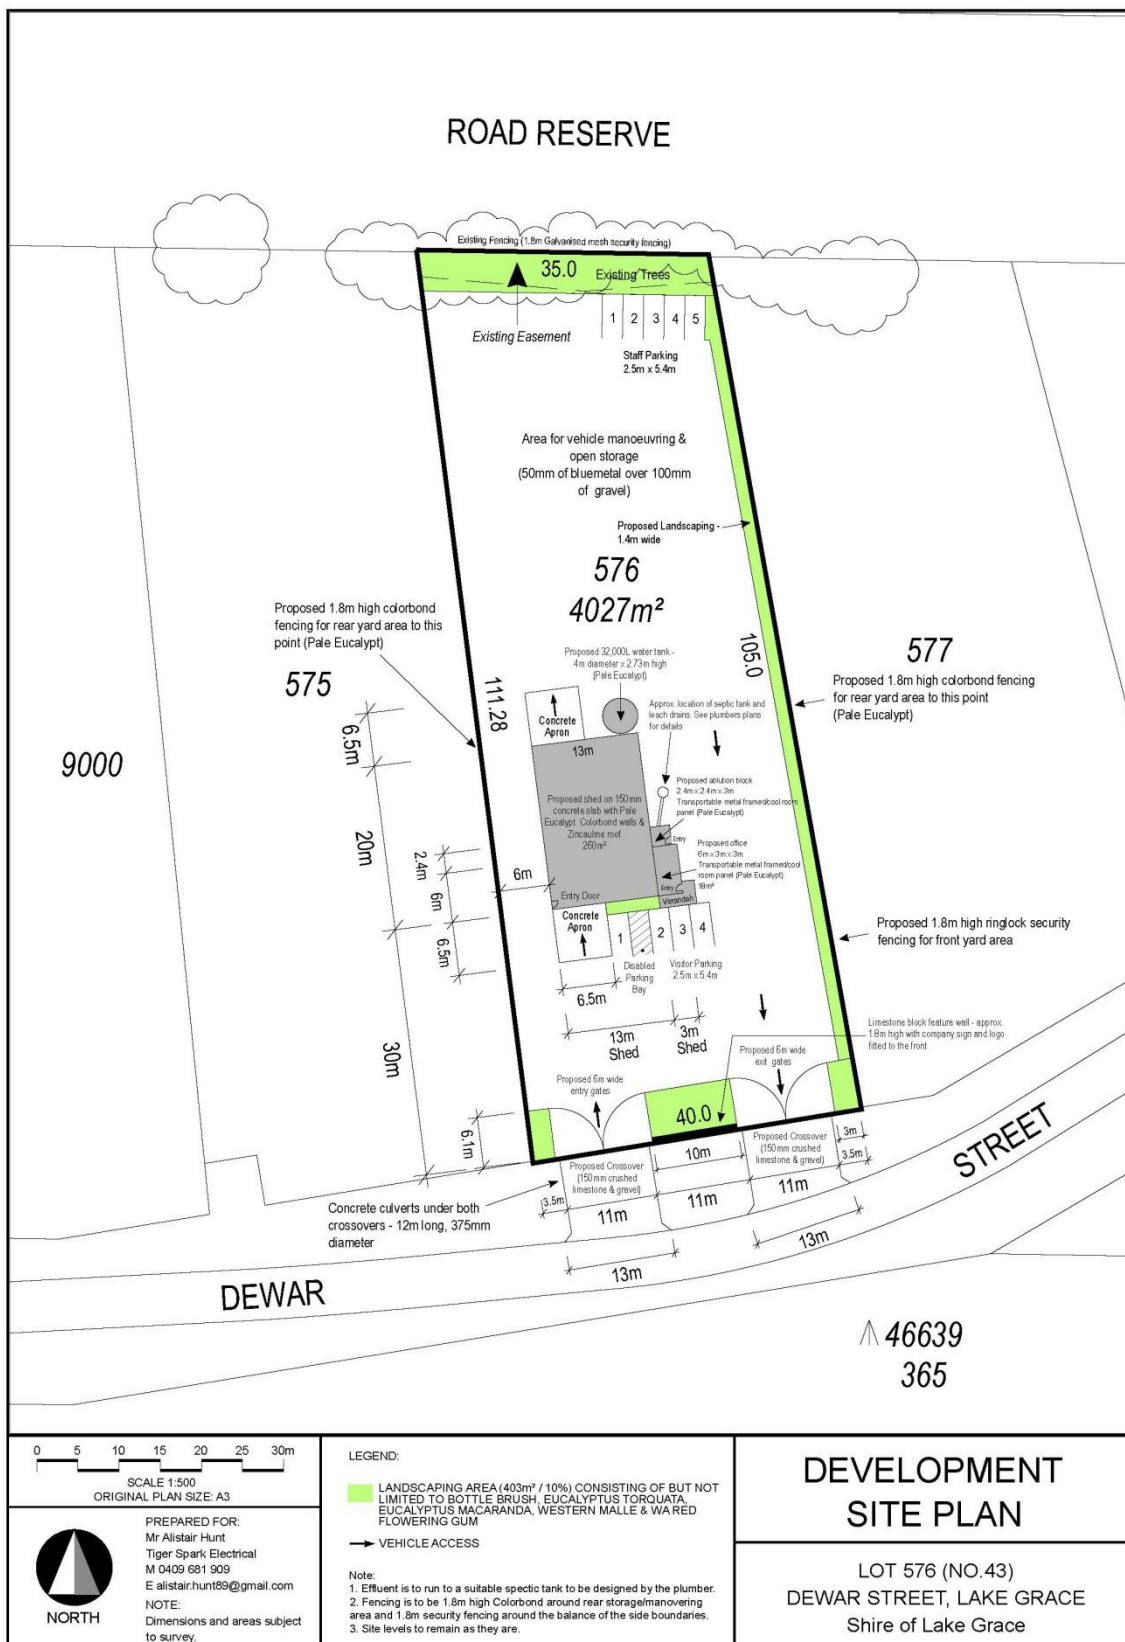 ROAD RESERVE
Existing Fencing (1.8m Galvanised mesh security fencing)
35.0
Existing Trees
Existing Easement
1 2 3 4 5
Staff Parking
2.5m x 5.4m
Area for vehicle manoeuvring &
open storage
(50mm of bluemetal over 100mm
of gravel)
Proposed Landscaping -
1.4m wide
576
4027m²
Proposed 1.8m high colorbond
fencing for rear yard area to this
point (Pale Eucalypt)
575
9000
577
Proposed 1.8m high colorbond fencing
for rear yard area to this point
(Pale Eucalypt)
105.0
111.28
Proposed 32,000L water tank -
4m diameter x 2.73m high
(Pale Eucalypt)
Approx. location of septic tank and
leach drains. See plumbers plans
for details
Concrete
Apron
13m
Proposed shed on 150mm
concrete slab with Pale
Eucalypt Colorbond walls &
Zincaulme roof
260m²
Proposed ablution block
2.4m x 2.4m x 3m
Transportable metal framed/cool room
panel (Pale Eucalypt)
Entry
Proposed office
6m x 3m x 3m
Transportable metal framed/cool
room panel (Pale Eucalypt)
18m²
Entry
Verandah
Entry Door
6.5m
20m
2.4m
6m
6m
6.5m
30m
6.1m
Concrete
Apron
1 2 3 4
Disabled
Parking
Bay
Visitor Parking
2.5m x 5.4m
6.5m
13m
Shed
3m
Shed
Proposed 1.8m high ringlock security
fencing for front yard area
Limestone block feature wall - approx.
1.8m high with company sign and logo
fitted to the front
Proposed 6m wide
entry gates
Proposed 6m wide
exit gates
40.0
10m
3m
3.5m
Proposed Crossover
(150mm crushed
limestone & gravel)
Proposed Crossover
(150mm crushed
limestone & gravel)
3.5m
11m
11m
11m
13m
13m
Concrete culverts under both
crossovers - 12m long, 375mm
diameter
DEWAR
STREET
46639
365
0 5 10 15 20 25 30m
SCALE 1:500
ORIGINAL PLAN SIZE: A3
NORTH
PREPARED FOR:
Mr Alistair Hunt
Tiger Spark Electrical
M 0409 681 909
E alistair.hunt89@gmail.com
NOTE:
Dimensions and areas subject
to survey.
LEGEND:
LANDSCAPING AREA (403m² / 10%) CONSISTING OF BUT NOT
LIMITED TO BOTTLE BRUSH, EUCALYPTUS TORQUATA,
EUCALYPTUS MACARANDA, WESTERN MALLE & WA RED
FLOWERING GUM
VEHICLE ACCESS
Note:
1. Effluent is to run to a suitable spectic tank to be designed by the plumber.
2. Fencing is to be 1.8m high Colorbond around rear storage/manovering
area and 1.8m security fencing around the balance of the side boundaries.
3. Site levels to remain as they are.
DEVELOPMENT
SITE PLAN
LOT 576 (NO.43)
DEWAR STREET, LAKE GRACE
Shire of Lake Grace